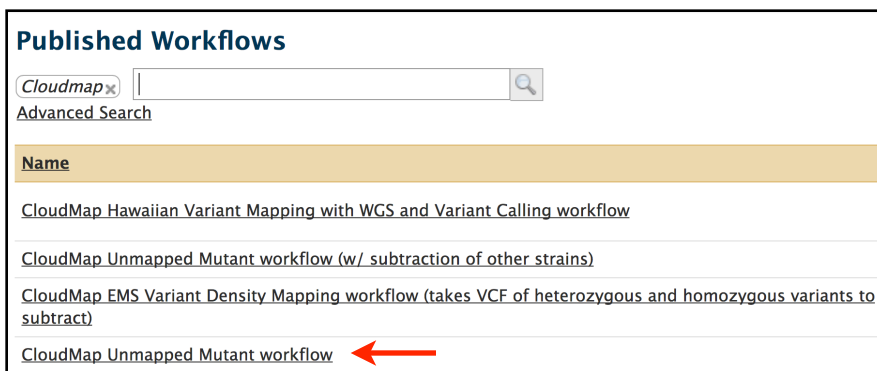 Published Workflows
Cloudmap x
Advanced Search
Name
CloudMap Hawaiian Variant Mapping with WGS and Variant Calling workflow
CloudMap Unmapped Mutant workflow (w/ subtraction of other strains)
CloudMap EMS Variant Density Mapping workflow (takes VCF of heterozygous and homozygous variants to
subtract)
CloudMap Unmapped Mutant workflow